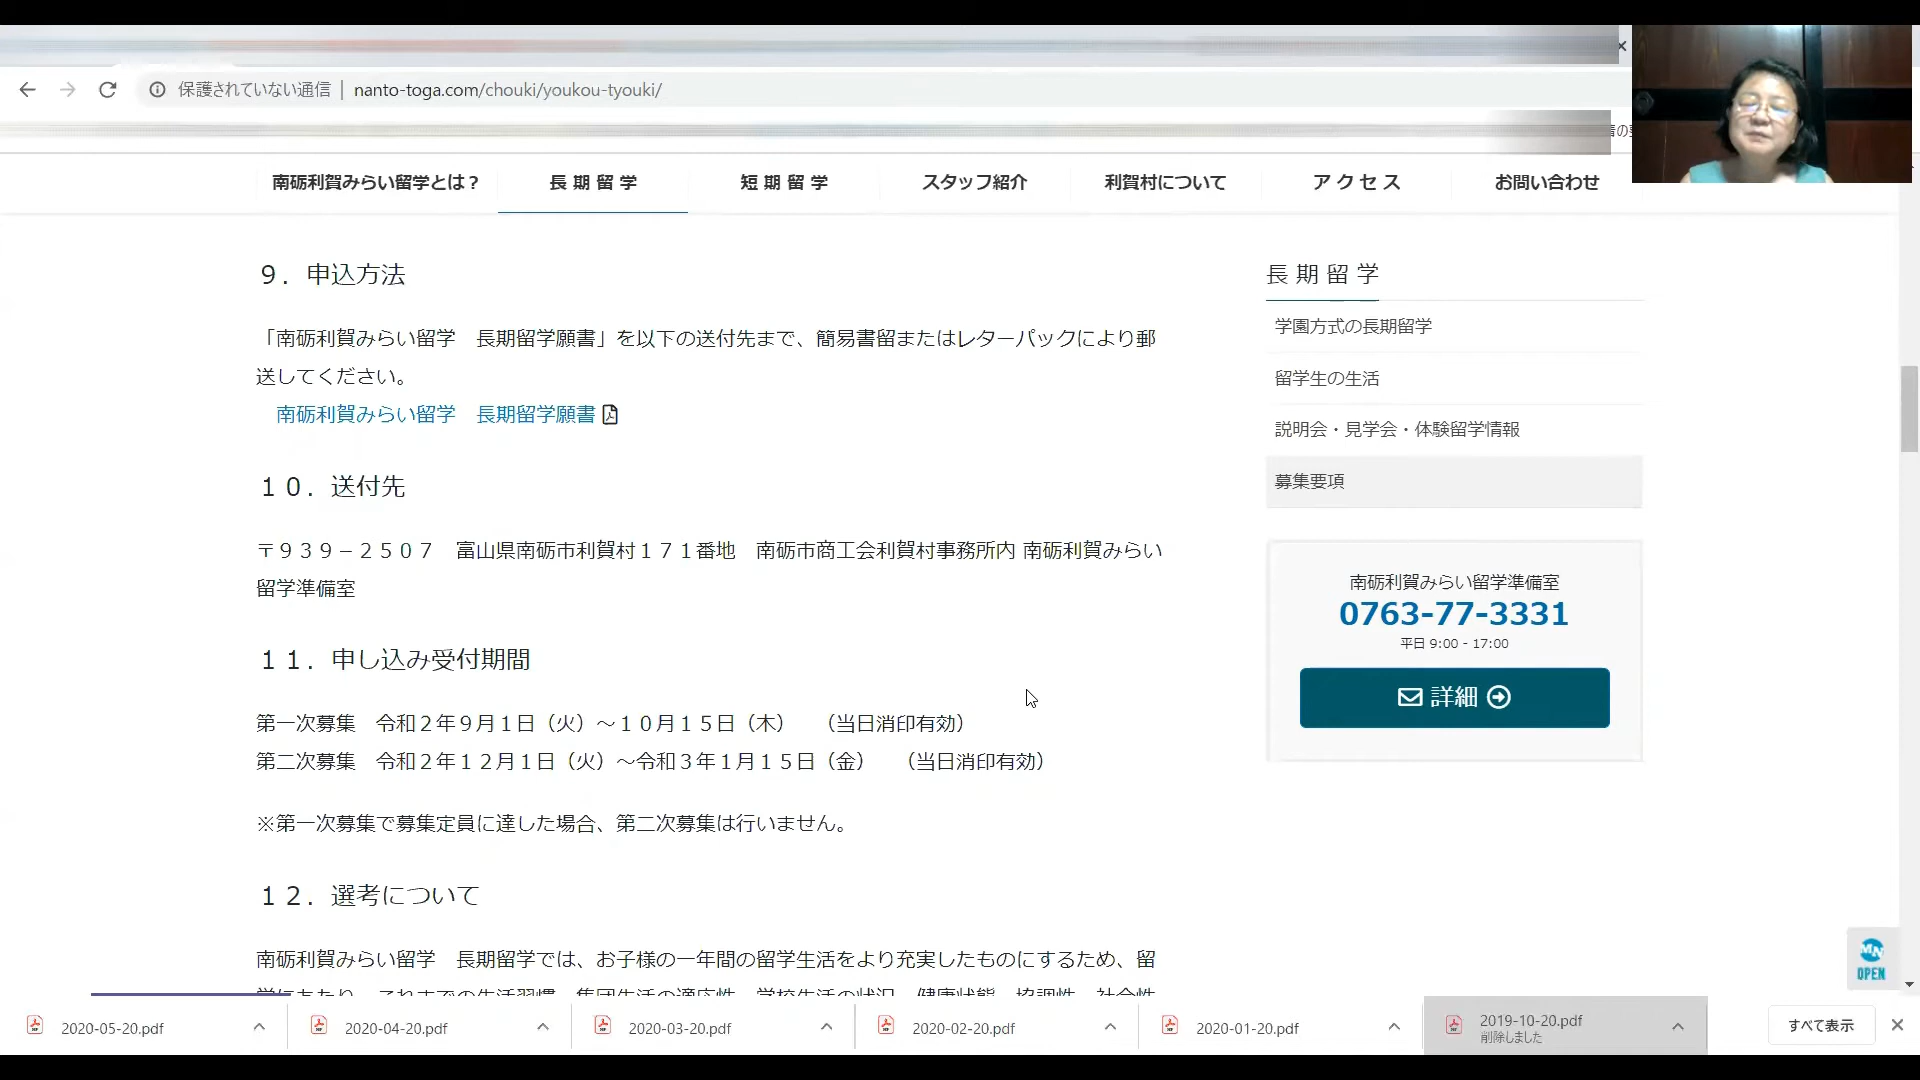 保護されていない通信 | nanto-toga.com/chouki/youkou-tyouki/
南砺利賀みらい留学とは？ 長期留学 短期留学 スタッフ紹介 利賀村について アクセス お問い合わせ
９．申込方法
「南砺利賀みらい留学　長期留学願書」を以下の送付先まで、簡易書留またはレターパックにより郵
送してください。
南砺利賀みらい留学　長期留学願書
１０．送付先
〒９３９－２５０７　富山県南砺市利賀村１７１番地　南砺市商工会利賀村事務所内 南砺利賀みらい
留学準備室
１１．申し込み受付期間
第一次募集　令和２年９月１日（火）～１０月１５日（木）　（当日消印有効）
第二次募集　令和２年１２月１日（火）～令和３年１月１５日（金）　（当日消印有効）
※第一次募集で募集定員に達した場合、第二次募集は行いません。
１２．選考について
南砺利賀みらい留学　長期留学では、お子様の一年間の留学生活をより充実したものにするため、留
長期留学
学園方式の長期留学
留学生の生活
説明会・見学会・体験留学情報
募集要項
南砺利賀みらい留学準備室
0763-77-3331
平日 9:00 - 17:00
詳細
OPEN
2020-05-20.pdf
2020-04-20.pdf
2020-03-20.pdf
2020-02-20.pdf
2020-01-20.pdf
2019-10-20.pdf
削除しました
すべて表示